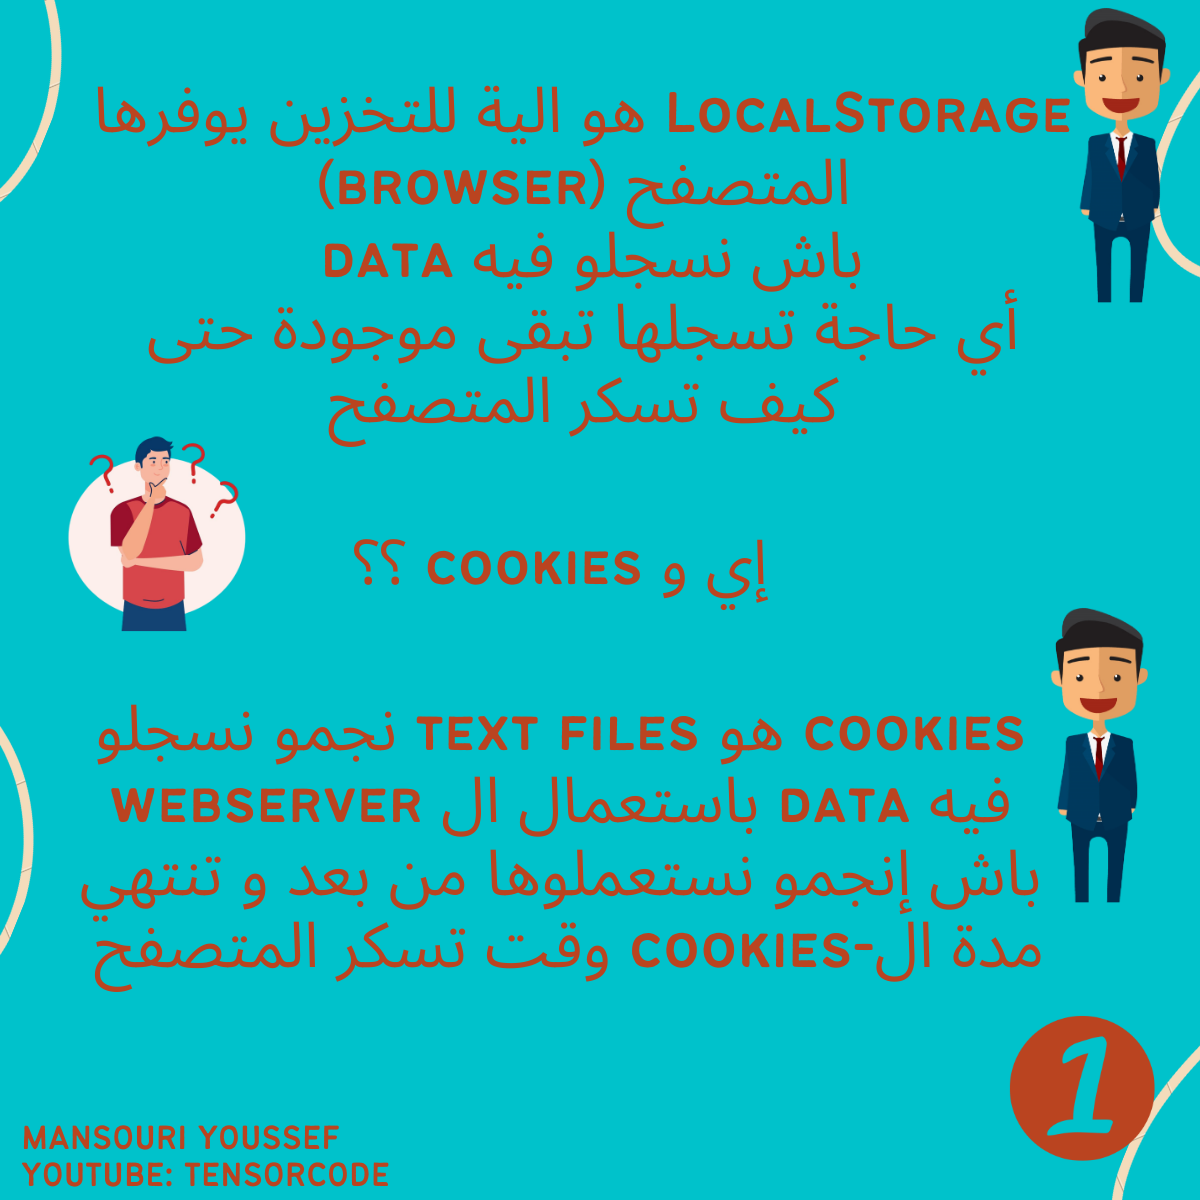 LocalStorage هو الية للتخزين يوفرها
المتصفح (browser)
باش نسجلو فيه data
أي حاجة تسجلها تبقى موجودة حتى
كيف تسكر المتصفح
? ? ?
إي و cookies ؟؟
cookies هو text files نجمو نسجلو
فيه data باستعمال ال webserver
باش إنجمو نستعملوها من بعد و تنتهي
مدة ال-cookies وقت تسكر المتصفح
1
MANSOURI YOUSSEF
YOUTUBE: TENSORCODE